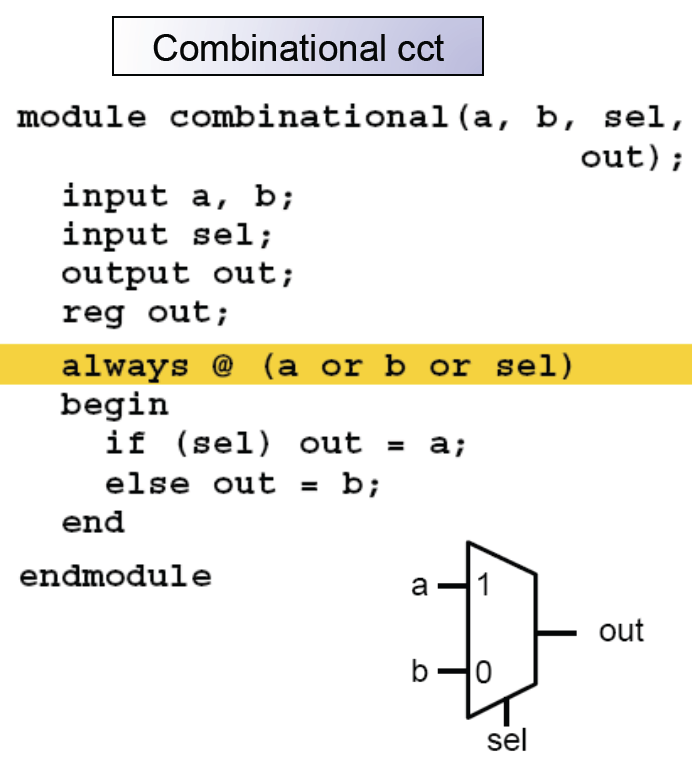 Combinational cct
module combinational(a, b, sel,
out);
input a, b;
input sel;
output out;
reg out;
always @ (a or b or sel)
begin
if (sel) out = a;
else out = b;
end
endmodule
a 1
out
b 0
sel